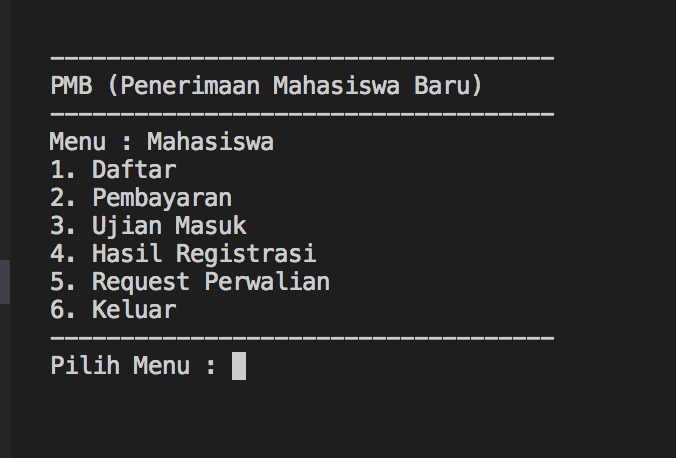 ------------------------------------
PMB (Penerimaan Mahasiswa Baru)
------------------------------------
Menu : Mahasiswa
1. Daftar
2. Pembayaran
3. Ujian Masuk
4. Hasil Registrasi
5. Request Perwalian
6. Keluar
------------------------------------
Pilih Menu :